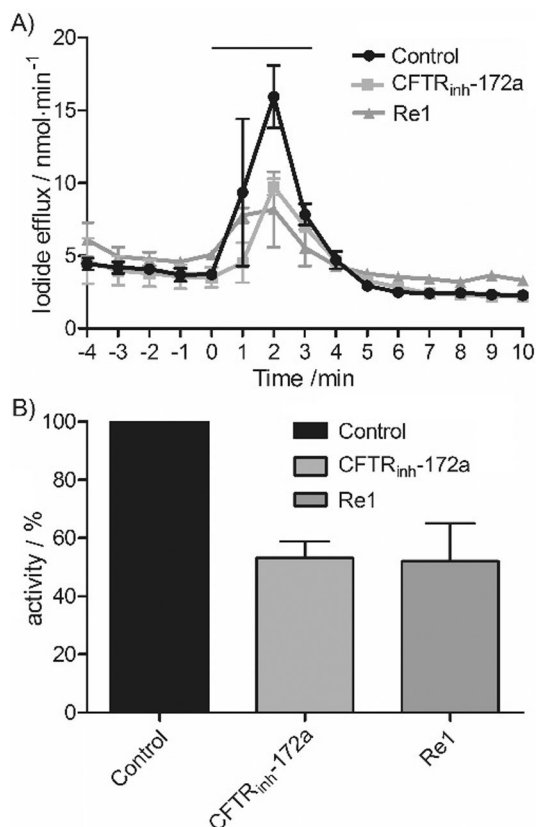 A)
Iodide efflux / nmol·min⁻¹
20
15
10
5
0
Control
CFTRinh-172a
Re1
-4 -3 -2 -1 0 1 2 3 4 5 6 7 8 9 10
Time /min
B)
activity / %
100
80
60
40
20
0
Control
CFTRinh-172a
Re1
Control
CFTRinh-172a
Re1